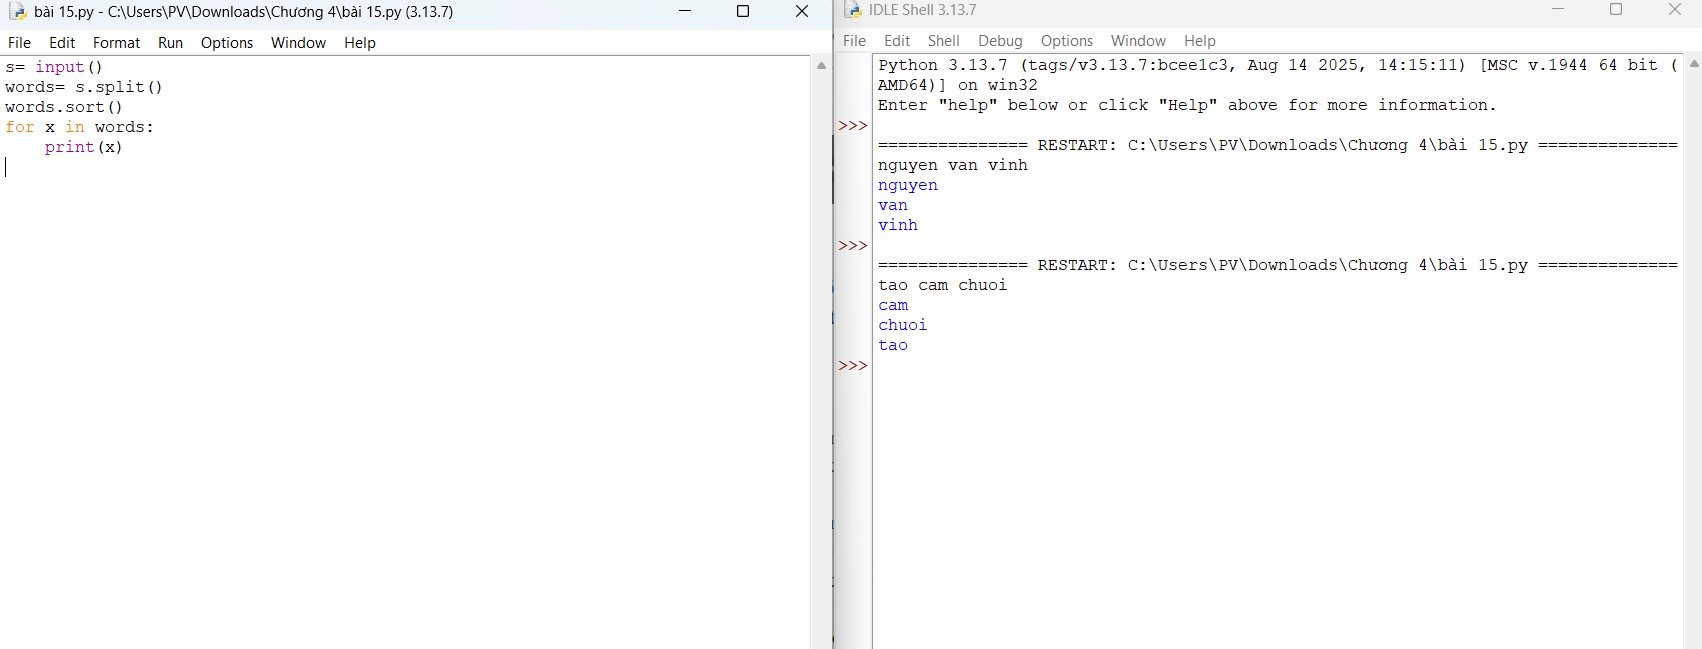 bài 15.py - C:\Users\PV\Downloads\Chương 4\bài 15.py (3.13.7)
File Edit Format Run Options Window Help
s= input()
words= s.split()
words.sort()
for x in words:
    print(x)
IDLE Shell 3.13.7
File Edit Shell Debug Options Window Help
Python 3.13.7 (tags/v3.13.7:bcee1c3, Aug 14 2025, 14:15:11) [MSC v.1944 64 bit (
AMD64)] on win32
Enter "help" below or click "Help" above for more information.
>>>
=============== RESTART: C:\Users\PV\Downloads\Chương 4\bài 15.py ==============
nguyen van vinh
nguyen
van
vinh
>>>
=============== RESTART: C:\Users\PV\Downloads\Chương 4\bài 15.py ==============
tao cam chuoi
cam
chuoi
tao
>>>